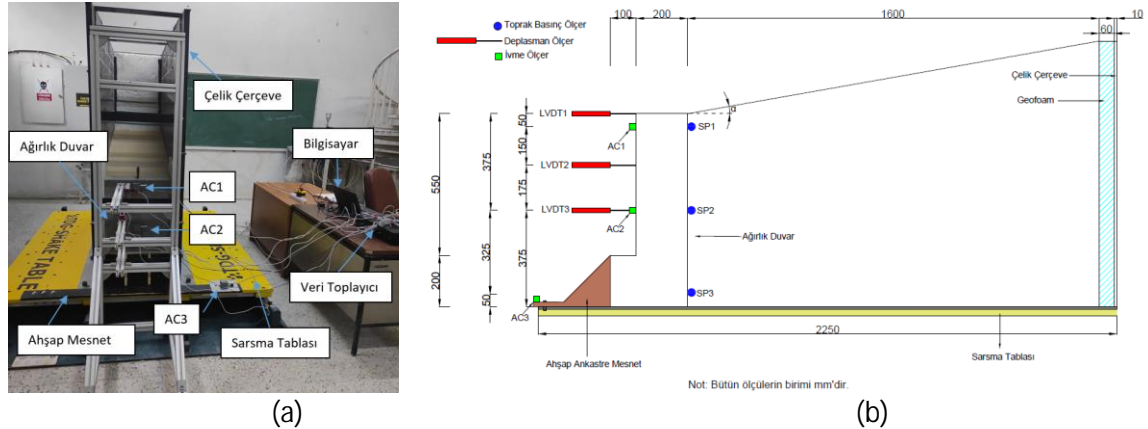 Çelik Çerçeve
Ağırlık Duvar
AC1
Bilgisayar
AC2
Veri Toplayıcı
AC3
Ahşap Mesnet
Sarsma Tablası
YDG-SHAKE TABLE
(a)
100
200
1600
10
60
Toprak Basınç Ölçer
Deplasman Ölçer
İvme Ölçer
Çelik Çerçeve
Geofoam
α
LVDT1
AC1
SP1
LVDT2
LVDT3
AC2
SP2
Ağırlık Duvar
SP3
AC3
50
150
175
375
375
325
50
550
200
2250
Ahşap Ankastre Mesnet
Sarsma Tablası
Not: Bütün ölçülerin birimi mm'dir.
(b)